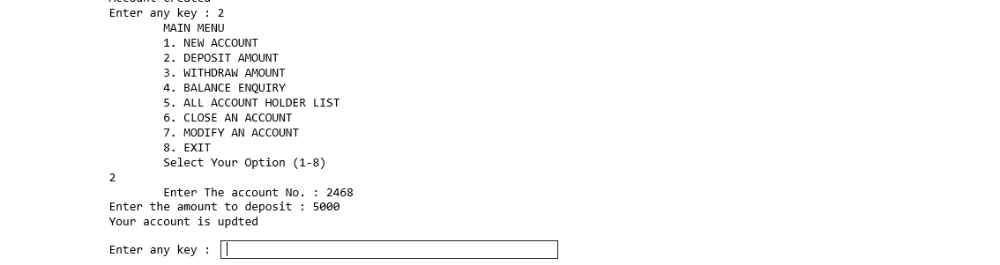 Account created
Enter any key : 2
MAIN MENU
1. NEW ACCOUNT
2. DEPOSIT AMOUNT
3. WITHDRAW AMOUNT
4. BALANCE ENQUIRY
5. ALL ACCOUNT HOLDER LIST
6. CLOSE AN ACCOUNT
7. MODIFY AN ACCOUNT
8. EXIT
Select Your Option (1-8)
2
Enter The account No. : 2468
Enter the amount to deposit : 5000
Your account is updted
Enter any key :